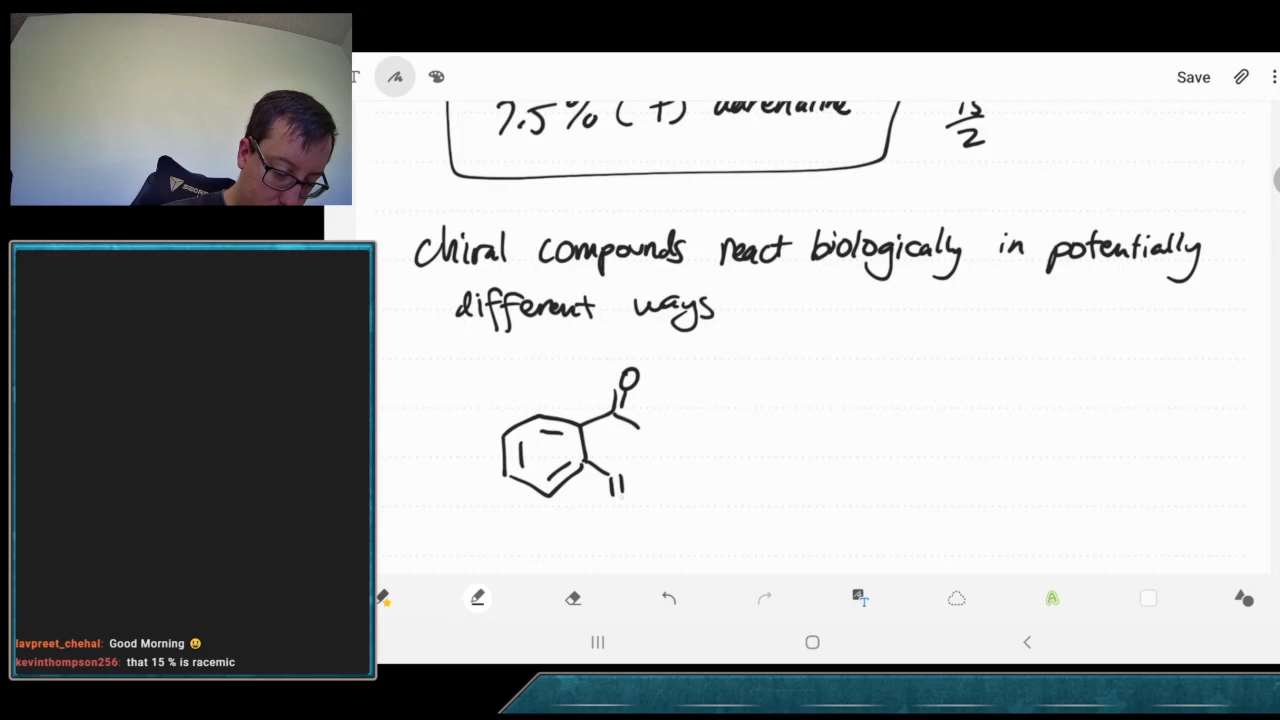 T
Save
7.5% (+) adrenaline
15
2
Chiral compounds react biologically in potentially
different ways
O
SECRE
lavpreet_chehal: Good Morning 😃
kevinthompson256: that 15 % is racemic
T
A